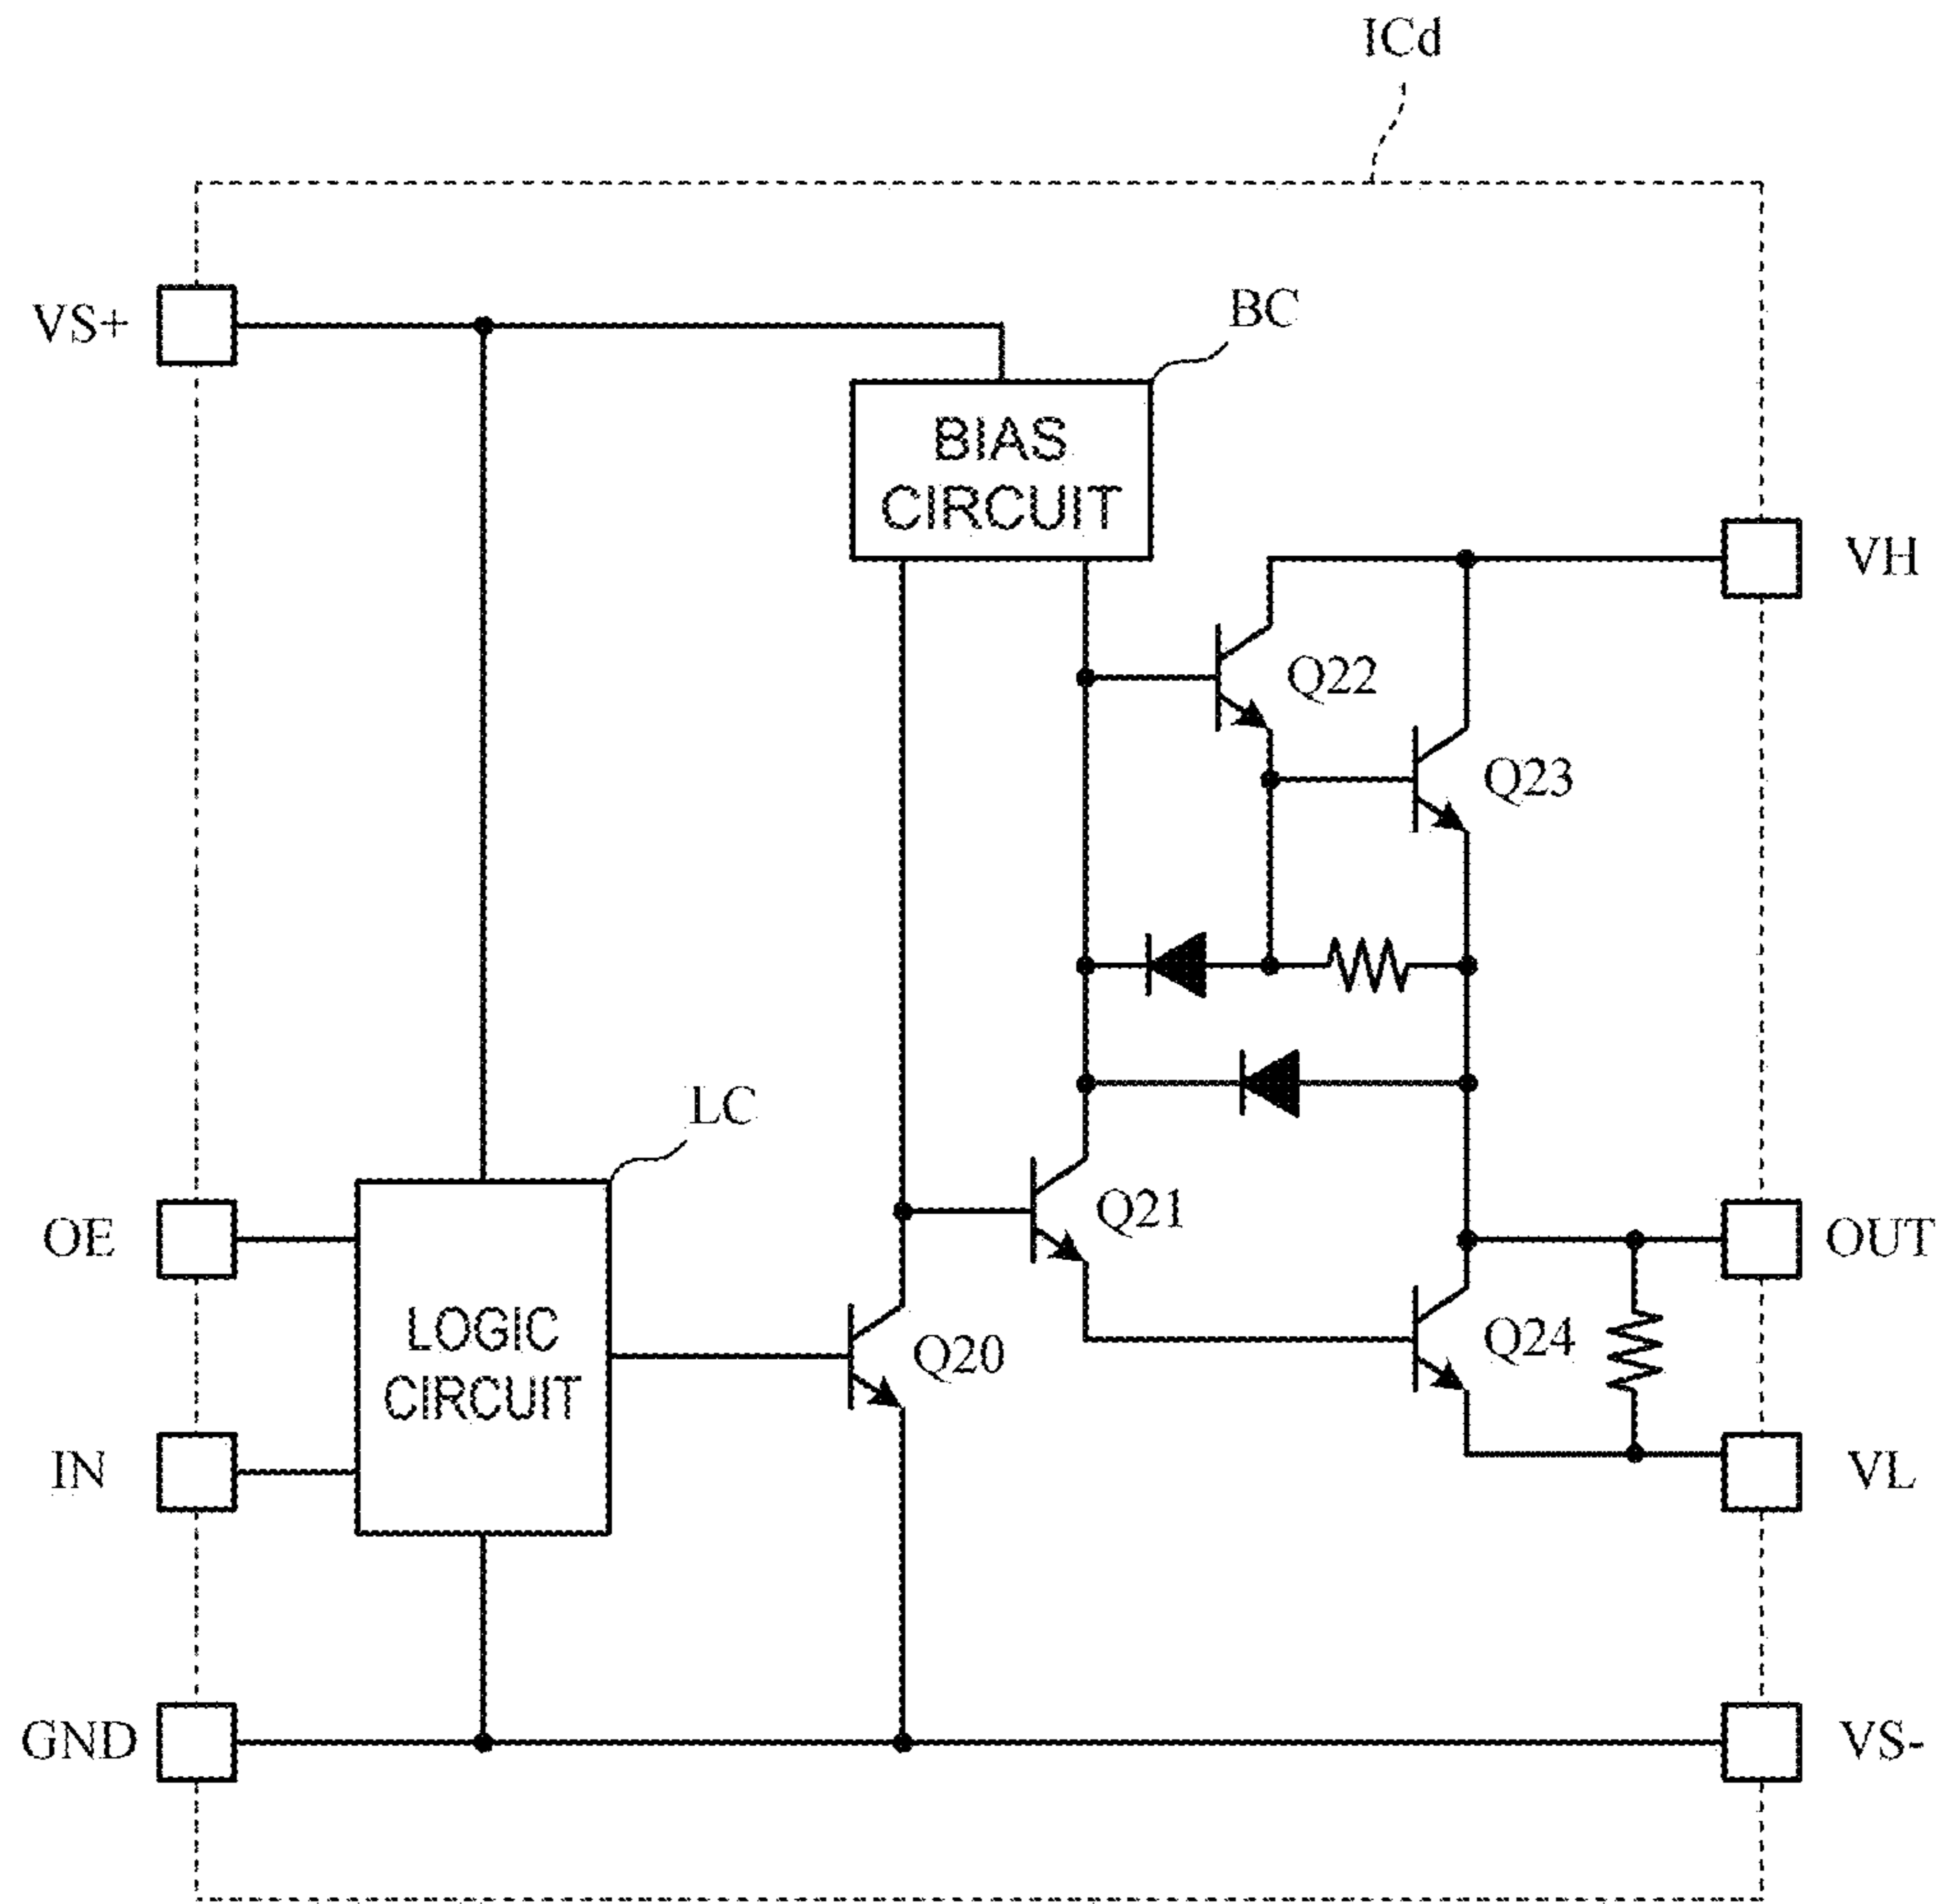 ICd
VS+
BC
BIAS
CIRCUIT
VH
Q22
Q23
LC
OE
Q21
OUT
LOGIC
CIRCUIT
Q20
Q24
IN
VL
GND
VS-